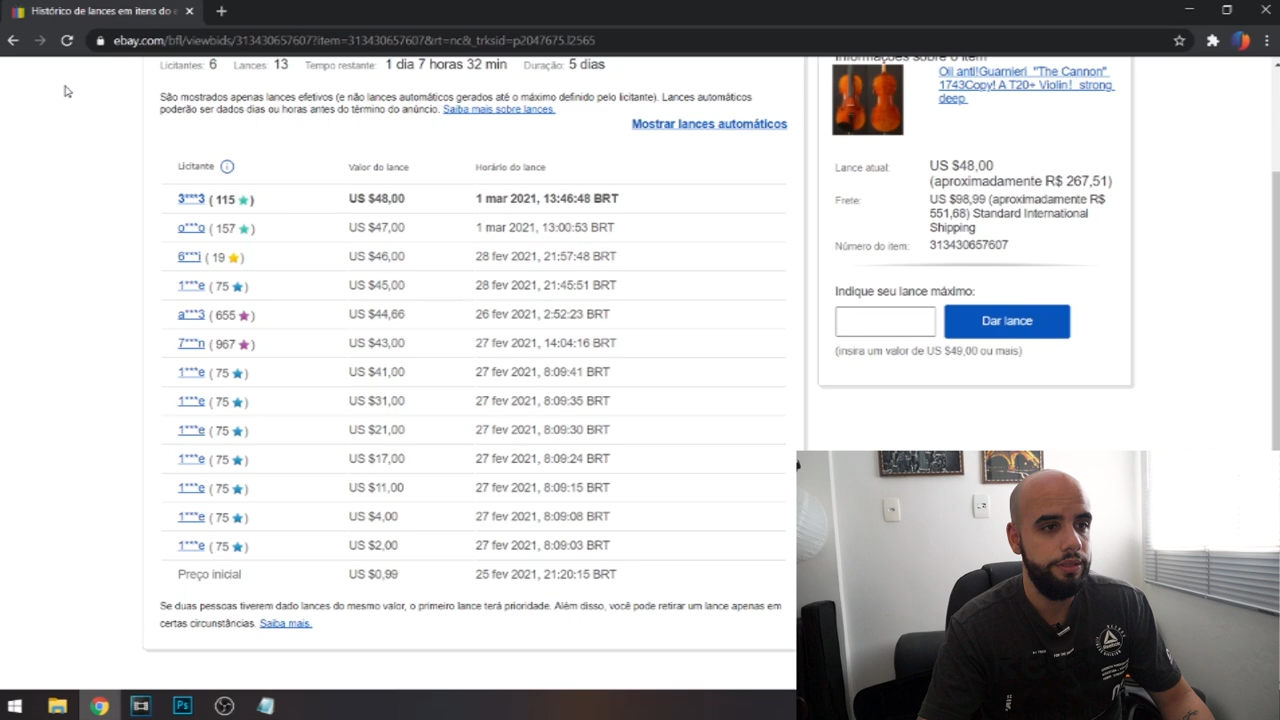 Histórico de lances em itens do e
ebay.com/bfl/viewbids/313430657607?item=313430657607&rt=nc&_trksid=p2047675.l2565
Licitantes: 6 Lances: 13 Tempo restante: 1 dia 7 horas 32 min Duração: 5 dias
São mostrados apenas lances efetivos (e não lances automáticos gerados até o máximo definido pelo licitante). Lances automáticos
poderão ser dados dias ou horas antes do término do anúncio. Saiba mais sobre lances.
Mostrar lances automáticos
Licitante Valor do lance Horário do lance
3***3 ( 115 ) US $48,00 1 mar 2021, 13:46:48 BRT
o***o ( 157 ) US $47,00 1 mar 2021, 13:00:53 BRT
6***i ( 19 ) US $46,00 28 fev 2021, 21:57:48 BRT
1***e ( 75 ) US $45,00 28 fev 2021, 21:45:51 BRT
a***3 ( 655 ) US $44,66 26 fev 2021, 2:52:23 BRT
7***n ( 967 ) US $43,00 27 fev 2021, 14:04:16 BRT
1***e ( 75 ) US $41,00 27 fev 2021, 8:09:41 BRT
1***e ( 75 ) US $31,00 27 fev 2021, 8:09:35 BRT
1***e ( 75 ) US $21,00 27 fev 2021, 8:09:30 BRT
1***e ( 75 ) US $17,00 27 fev 2021, 8:09:24 BRT
1***e ( 75 ) US $11,00 27 fev 2021, 8:09:15 BRT
1***e ( 75 ) US $4,00 27 fev 2021, 8:09:08 BRT
1***e ( 75 ) US $2,00 27 fev 2021, 8:09:03 BRT
Preço inicial US $0,99 25 fev 2021, 21:20:15 BRT
Se duas pessoas tiverem dado lances do mesmo valor, o primeiro lance terá prioridade. Além disso, você pode retirar um lance apenas em
certas circunstâncias. Saiba mais.
Informações sobre o item
Oil anti!Guarnieri "The Cannon"
1743Copy! A T20+ Violin！ strong
deep
Lance atual: US $48,00
(aproximadamente R$ 267,51)
Frete: US $98,99 (aproximadamente R$
551,68) Standard International
Shipping
Número do item: 313430657607
Indique seu lance máximo:
Dar lance
(insira um valor de US $49,00 ou mais)
Ps
Reebok